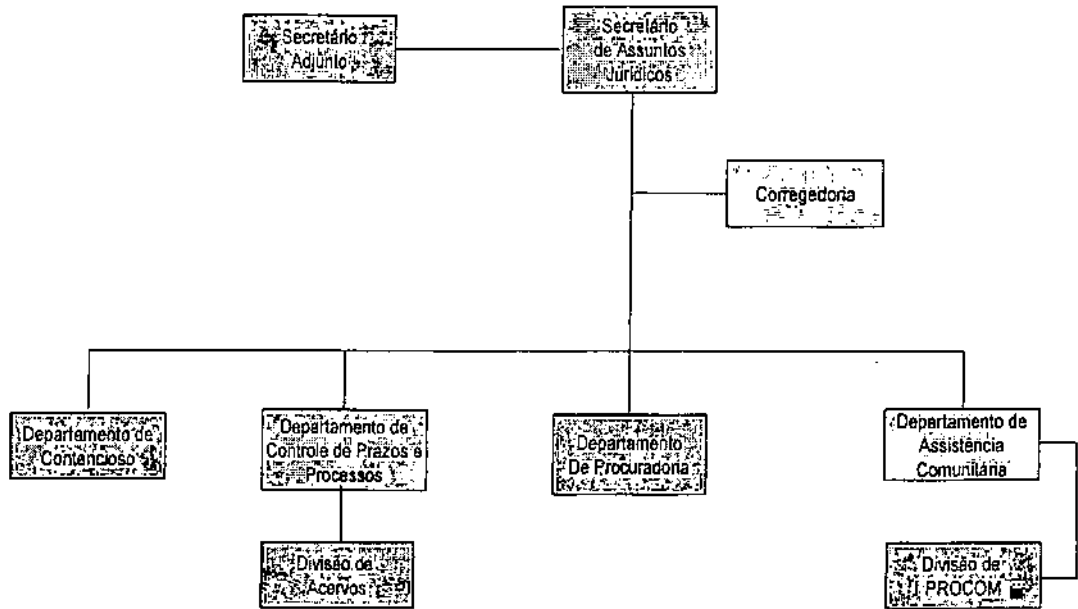 Secretário
Adjunto
Secretário
de Assuntos
Jurídicos
Corregedoria
Departamento de
Contencioso
Departamento de
Controle de Prazos e
Processos
Departamento
De Procuradoria
Departamento de
Assistência
Comunitária
Divisão de
Acervos
Divisão de
PROCOM